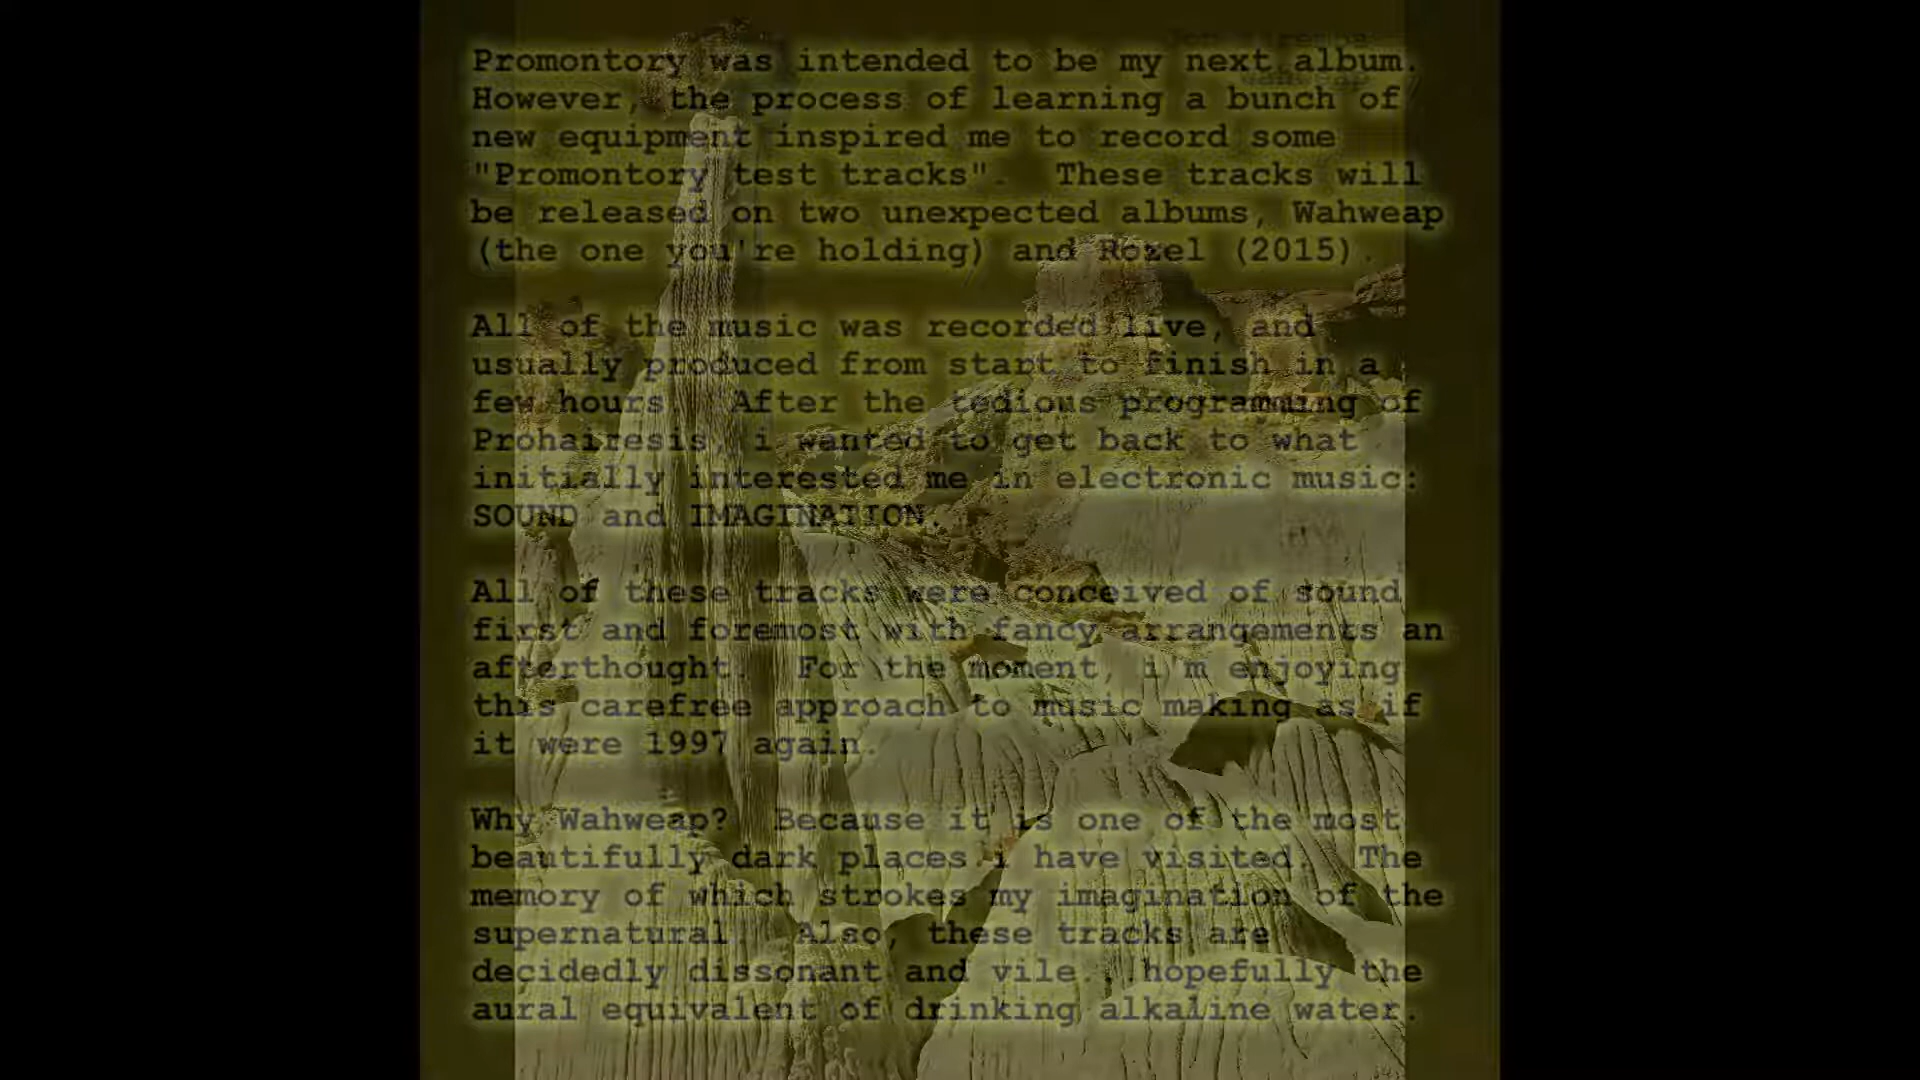 Promontory was intended to be my next album.
However, the process of learning a bunch of
new equipment inspired me to record some
"Promontory test tracks".  These tracks will
be released on two unexpected albums, Wahweap
(the one you're holding) and Rozel (2015).
All of the music was recorded live, and
usually produced from start to finish in a
few hours.  After the tedious programming of
Prohairesis, i wanted to get back to what
initially interested me in electronic music:
SOUND and IMAGINATION.
All of these tracks were conceived of sound
first and foremost with fancy arrangements an
afterthought.  For the moment, i'm enjoying
this carefree approach to music making as if
it were 1997 again.
Why Wahweap?  Because it is one of the most
beautifully dark places i have visited.  The
memory of which strokes my imagination of the
supernatural.  Also, these tracks are
decidedly dissonant and vile.. hopefully the
aural equivalent of drinking alkaline water.